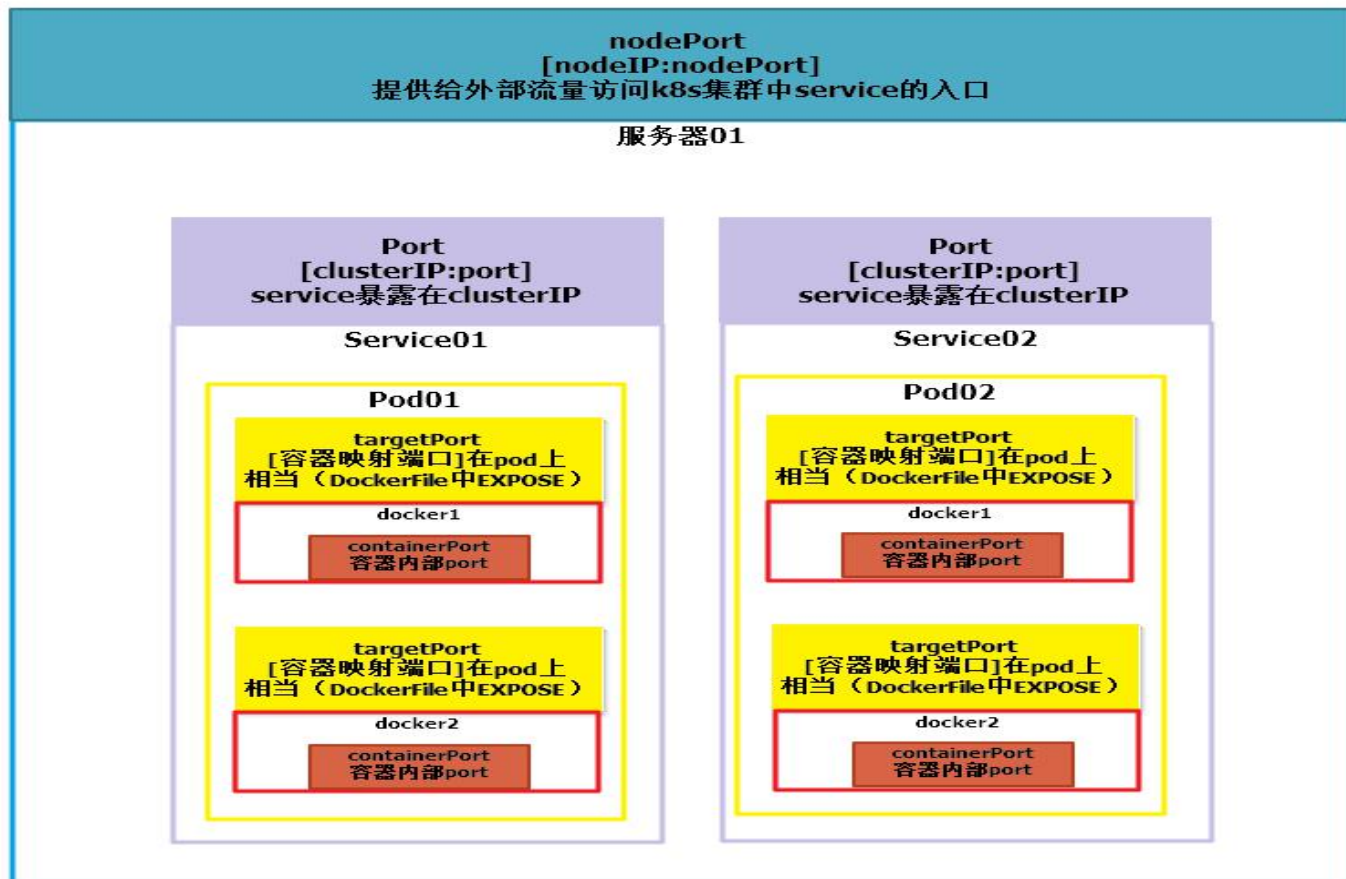 nodePort
[nodeIP:nodePort]
提供给外部流量访问k8s集群中service的入口
服务器01
Port
[clusterIP:port]
service暴露在clusterIP
Service01
Pod01
targetPort
[容器映射端口]在pod上
相当（DockerFile中EXPOSE）
docker1
containerPort
容器内部port
targetPort
[容器映射端口]在pod上
相当（DockerFile中EXPOSE）
docker2
containerPort
容器内部port
Port
[clusterIP:port]
service暴露在clusterIP
Service02
Pod02
targetPort
[容器映射端口]在pod上
相当（DockerFile中EXPOSE）
docker1
containerPort
容器内部port
targetPort
[容器映射端口]在pod上
相当（DockerFile中EXPOSE）
docker2
containerPort
容器内部port